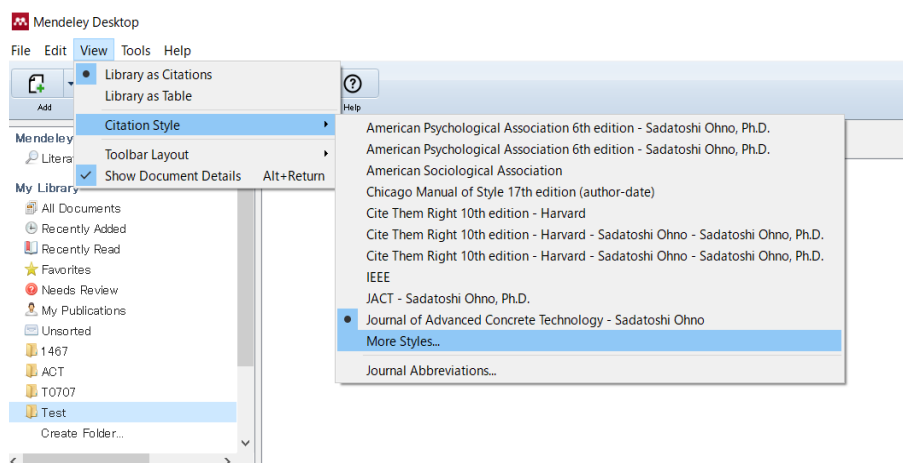 Mendeley Desktop
File Edit View Tools Help
Library as Citations
Library as Table
Add
Help
Citation Style
Toolbar Layout
Show Document Details Alt+Return
American Psychological Association 6th edition - Sadatoshi Ohno, Ph.D.
American Psychological Association 6th edition - Sadatoshi Ohno, Ph.D.
American Sociological Association
Chicago Manual of Style 17th edition (author-date)
Cite Them Right 10th edition - Harvard
Cite Them Right 10th edition - Harvard - Sadatoshi Ohno - Sadatoshi Ohno, Ph.D.
Cite Them Right 10th edition - Harvard - Sadatoshi Ohno - Sadatoshi Ohno, Ph.D.
IEEE
JACT - Sadatoshi Ohno, Ph.D.
Journal of Advanced Concrete Technology - Sadatoshi Ohno
More Styles...
Journal Abbreviations...
Mendeley
Litera
My Library
All Documents
Recently Added
Recently Read
Favorites
Needs Review
My Publications
Unsorted
1467
ACT
T0707
Test
Create Folder...